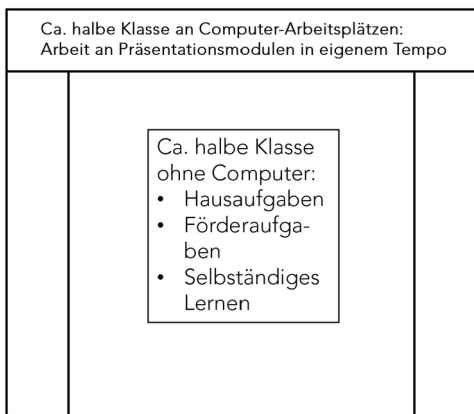 Ca. halbe Klasse an Computer-Arbeitsplätzen:
Arbeit an Präsentationsmodulen in eigenem Tempo
Ca. halbe Klasse
ohne Computer:
• Hausaufgaben
• Förderaufga-
ben
• Selbständiges
Lernen